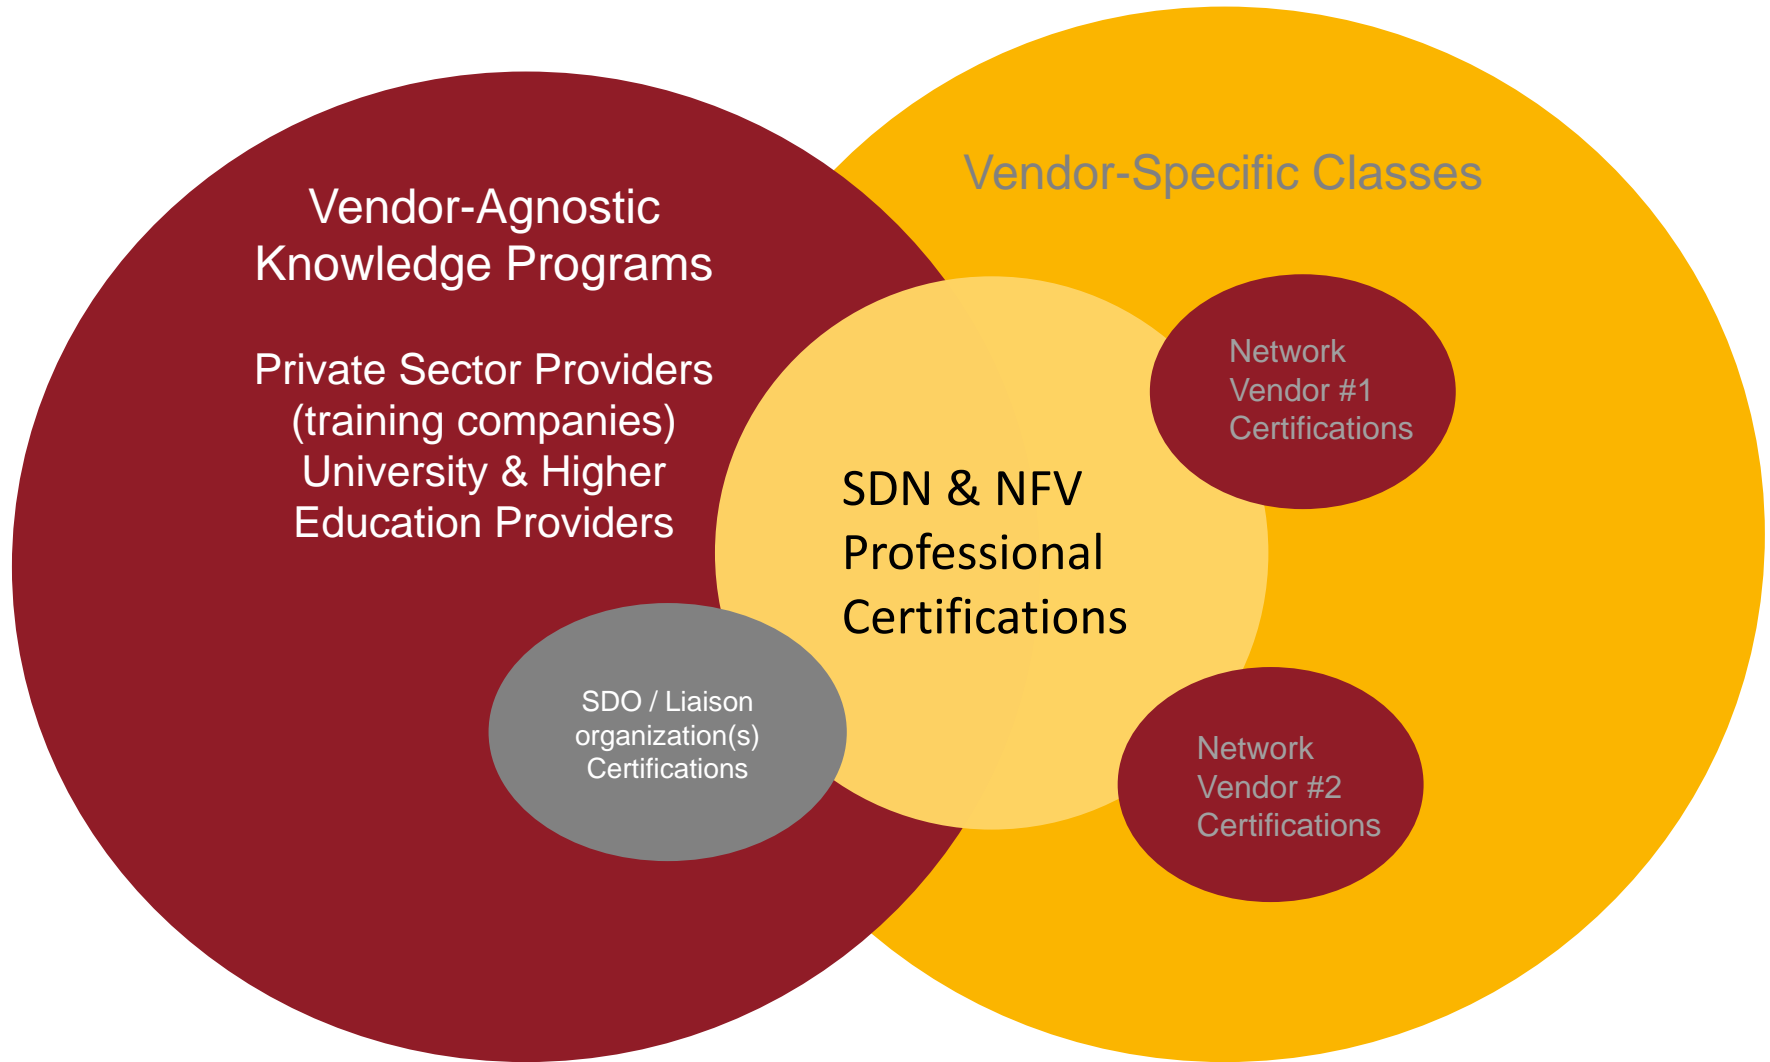 Vendor-Agnostic
Knowledge Programs
Private Sector Providers
(training companies)
University & Higher
Education Providers
Vendor-Specific Classes
Network
Vendor #1
Certifications
SDN & NFV
Professional
Certifications
SDO / Liaison
organization(s)
Certifications
Network
Vendor #2
Certifications